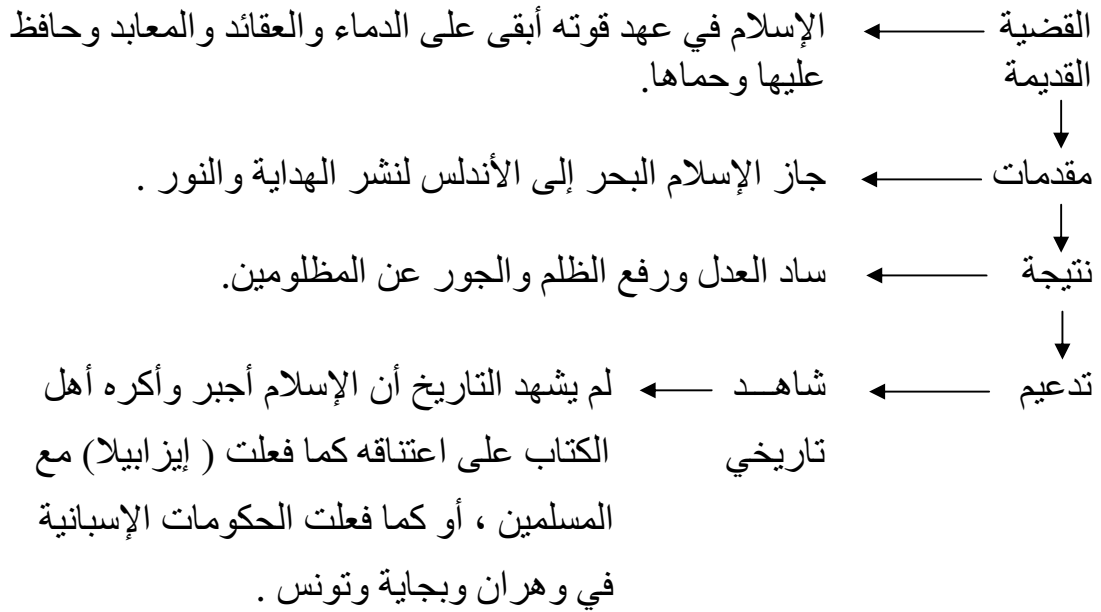 القضية الإسلام في عهد قوته أبقى على الدماء والعقائد والمعابد وحافظ
القديمة عليها وحماها.
مقدمات جاز الإسلام البحر إلى الأندلس لنشر الهداية والنور .
نتيجة ساد العدل ورفع الظلم والجور عن المظلومين.
تدعيم شاهـــد لم يشهد التاريخ أن الإسلام أجبر وأكره أهل
تاريخي الكتاب على اعتناقه كما فعلت ( إيزابيلا) مع
المسلمين ، أو كما فعلت الحكومات الإسبانية
في وهران وبجاية وتونس .